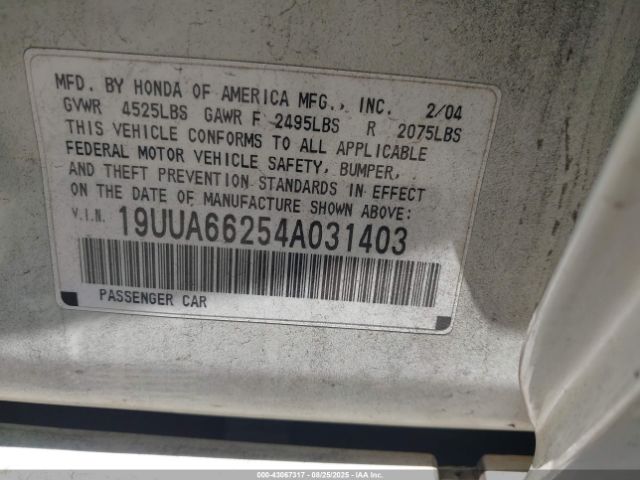 MFD. BY HONDA OF AMERICA MFG., INC. 2/04
GVWR 4525LBS GAWR F 2495LBS R 2075LBS
THIS VEHICLE CONFORMS TO ALL APPLICABLE
FEDERAL MOTOR VEHICLE SAFETY, BUMPER,
AND THEFT PREVENTION STANDARDS IN EFFECT
ON THE DATE OF MANUFACTURE SHOWN ABOVE:
V.I.N. 19UUA66254A031403
PASSENGER CAR
000-43067317 - 08/25/2025 - IAAI.COM